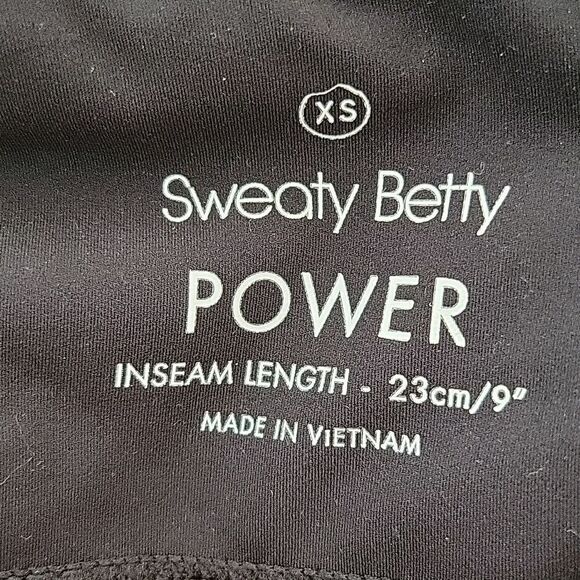 XS
Sweaty Betty
POWER
INSEAM LENGTH - 23cm/9"
MADE IN ViETNAM